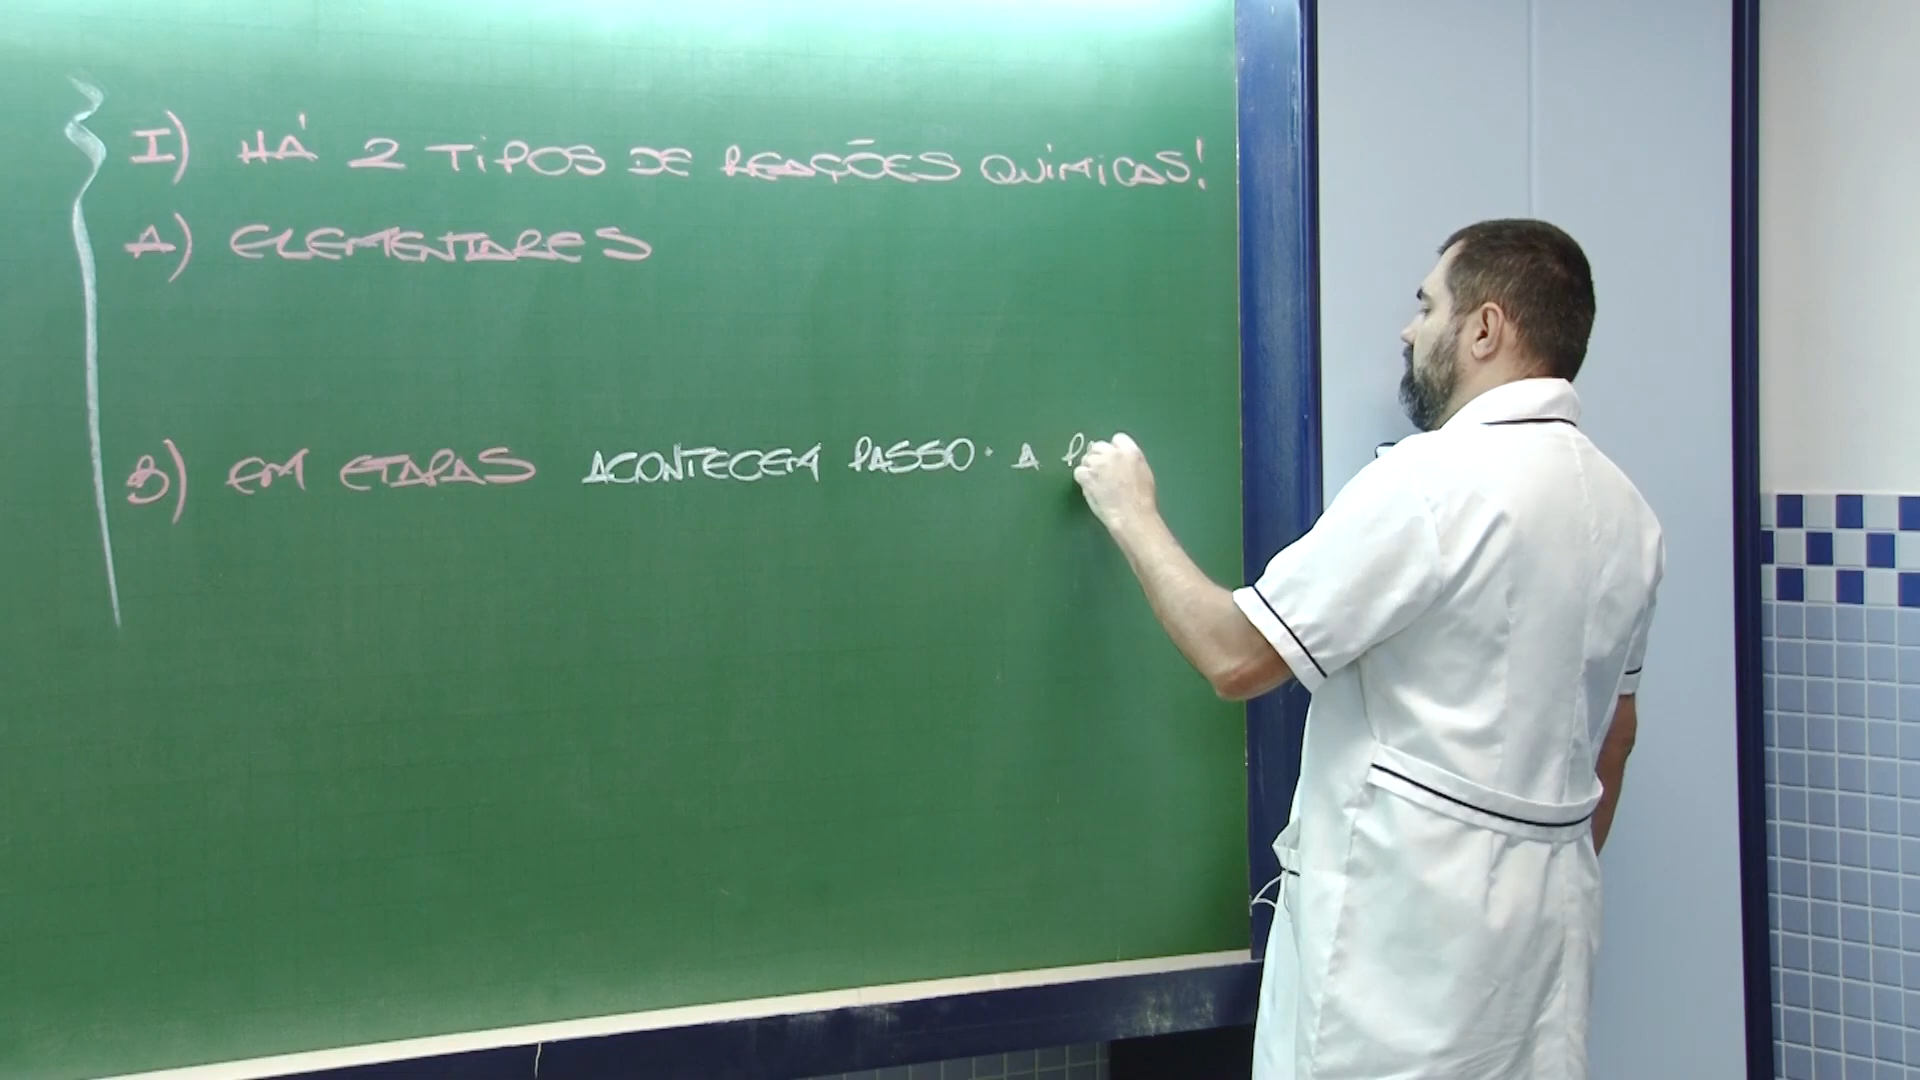 I) HÁ 2 TIPOS DE REAÇÕES QUÍMICAS!
A) ELEMENTARES
B) EM ETAPAS ACONTECEM PASSO. A